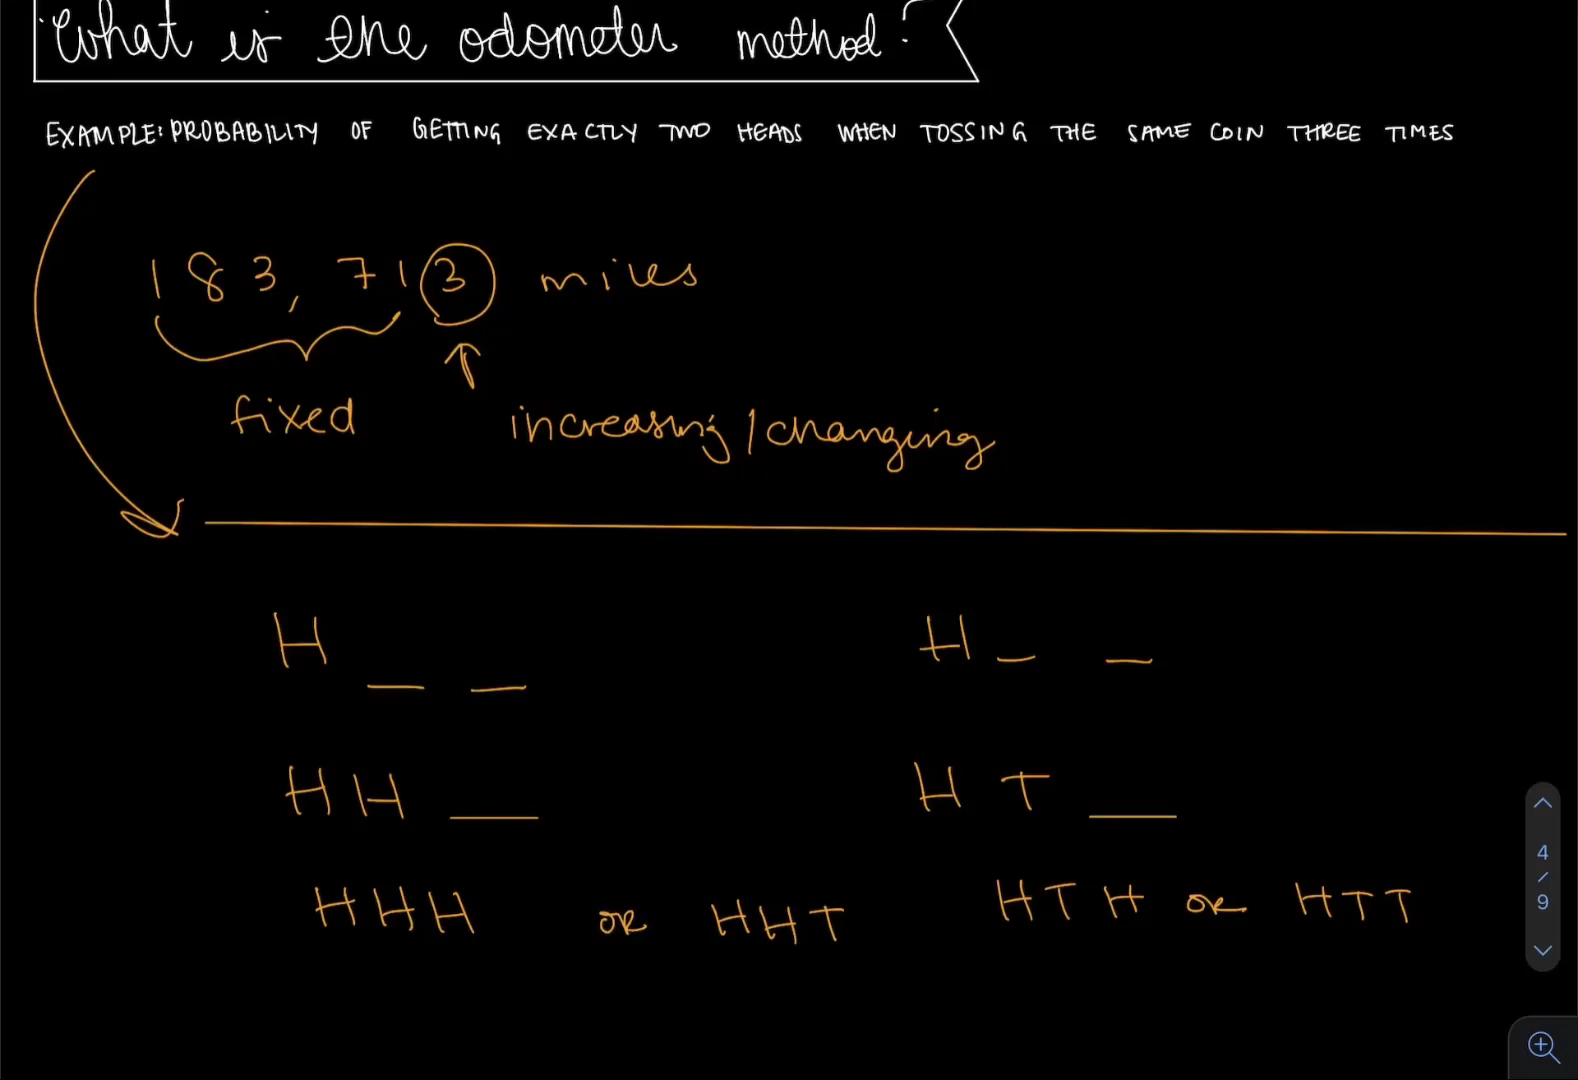 What is the odometer method?
EXAMPLE: PROBABILITY OF GETTING EXACTLY TWO HEADS WHEN TOSSING THE SAME COIN THREE TIMES
183,713 miles
fixed increasing/changing
H _ _ H _ _
HH _ HT _
HHH OR HHT HTH OR HTT
4
/
9